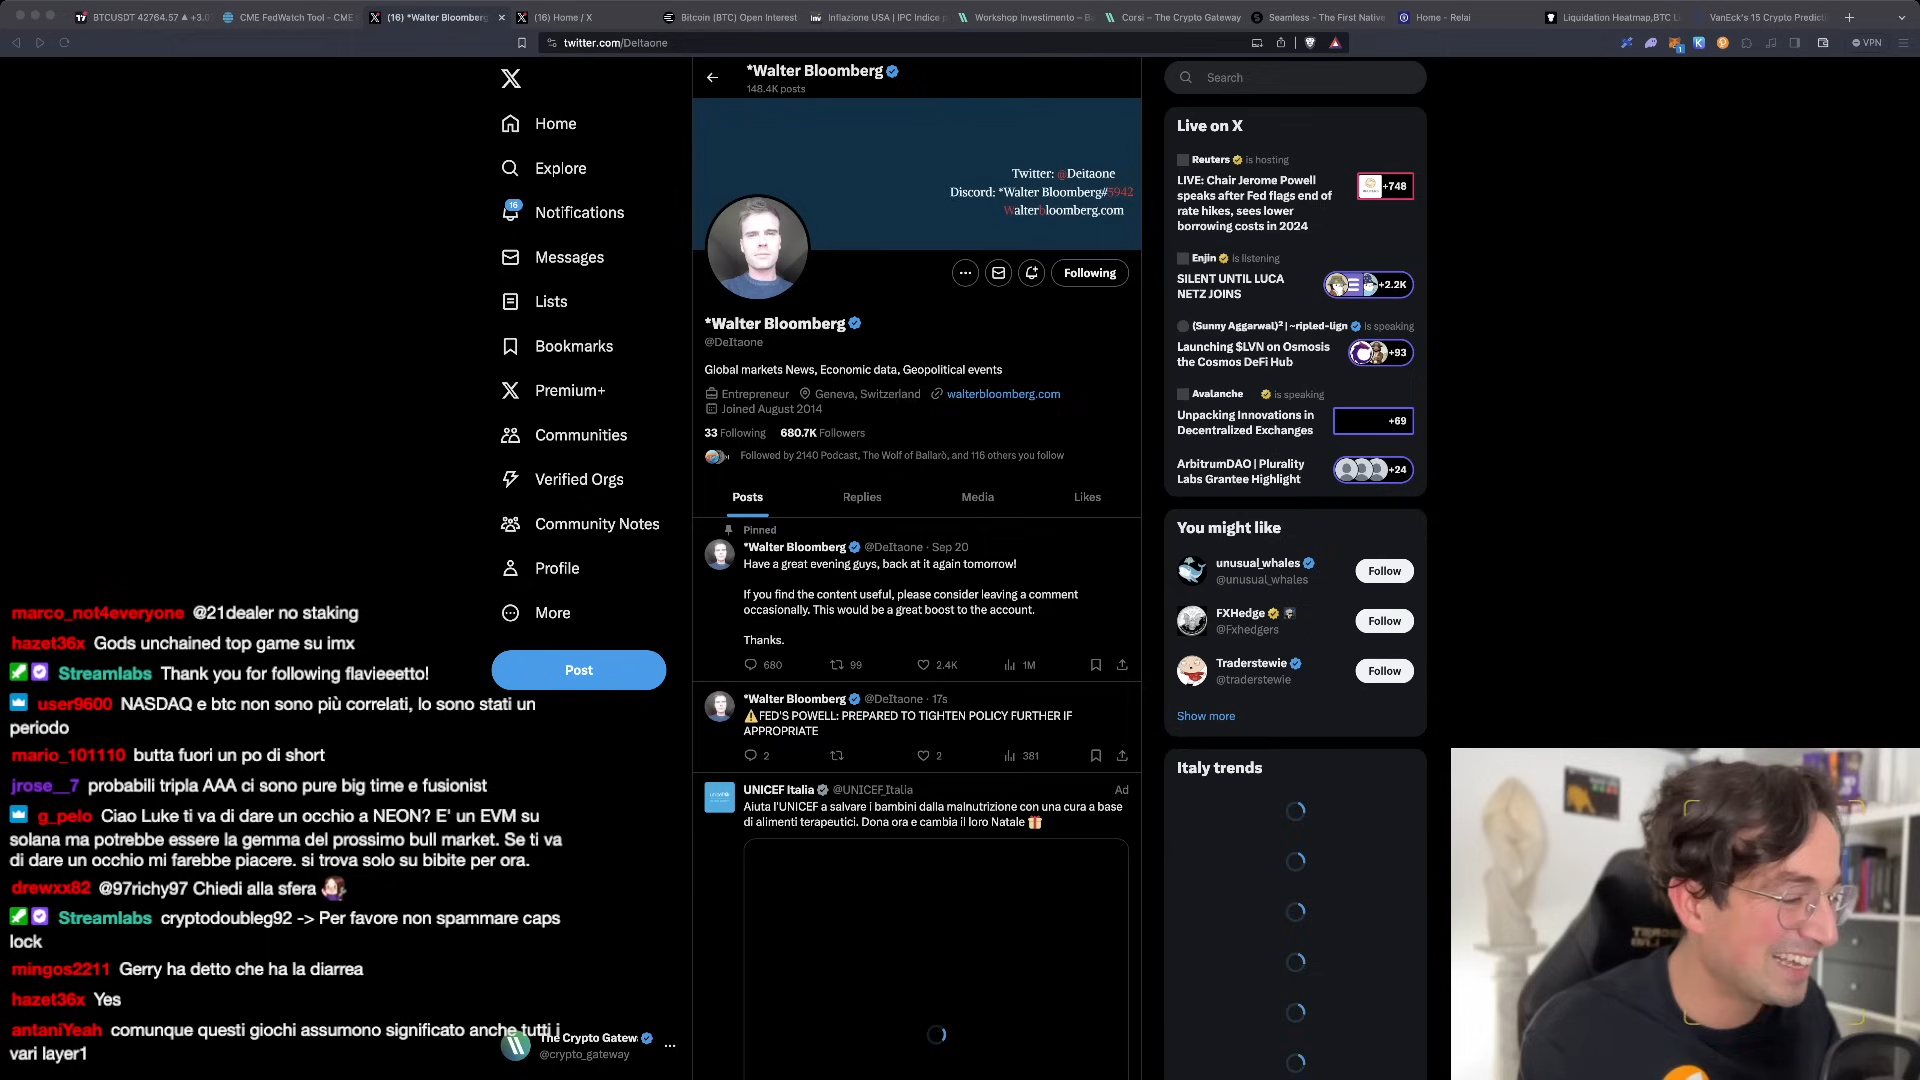 BTCUSDT 42764.57 ▲ +3.0
CME FedWatch Tool - CME
(16) *Walter Bloomberg
(16) Home / X
Bitcoin (BTC) Open Interest
Inflazione USA | IPC Indice p
Workshop Investimento – B
Corsi – The Crypto Gateway
Seamless - The First Native
Home - Relai
Liquidation Heatmap,BTC Li
VanEck's 15 Crypto Predicti
twitter.com/DeItaone
VPN
*Walter Bloomberg
148.4K posts
Home
Explore
16
Notifications
Messages
Lists
Bookmarks
Premium+
Communities
Verified Orgs
Community Notes
Profile
More
Post
The Crypto Gatew
@crypto_gateway
Twitter: @Deitaone
Discord: *Walter Bloomberg#5942
Walterbloomberg.com
Following
*Walter Bloomberg
@DeItaone
Global markets News, Economic data, Geopolitical events
Entrepreneur Geneva, Switzerland walterbloomberg.com
Joined August 2014
33 Following 680.7K Followers
Followed by 2140 Podcast, The Wolf of Ballarò, and 116 others you follow
Posts Replies Media Likes
Pinned
*Walter Bloomberg @DeItaone · Sep 20
Have a great evening guys, back at it again tomorrow!
If you find the content useful, please consider leaving a comment
occasionally. This would be a great boost to the account.
Thanks.
680 99 2.4K 1M
*Walter Bloomberg @DeItaone · 17s
⚠️FED'S POWELL: PREPARED TO TIGHTEN POLICY FURTHER IF
APPROPRIATE
2 2 381
UNICEF Italia @UNICEF_Italia Ad
Aiuta l'UNICEF a salvare i bambini dalla malnutrizione con una cura a base
di alimenti terapeutici. Dona ora e cambia il loro Natale 🎁
Search
Live on X
Reuters is hosting
LIVE: Chair Jerome Powell
speaks after Fed flags end of
rate hikes, sees lower
borrowing costs in 2024
+748
Enjin is listening
SILENT UNTIL LUCA
NETZ JOINS
+2.2K
(Sunny Aggarwal)² | ~ripled-lign is speaking
Launching $LVN on Osmosis
the Cosmos DeFi Hub
+93
Avalanche is speaking
Unpacking Innovations in
Decentralized Exchanges
+69
ArbitrumDAO | Plurality
Labs Grantee Highlight
+24
You might like
unusual_whales
@unusual_whales
Follow
FXHedge
@Fxhedgers
Follow
Traderstewie
@traderstewie
Follow
Show more
Italy trends
marco_not4everyone @21dealer no staking
hazet36x Gods unchained top game su imx
Streamlabs Thank you for following flavieeetto!
user9600 NASDAQ e btc non sono più correlati, lo sono stati un
periodo
mario_101110 butta fuori un po di short
jrose__7 probabili tripla AAA ci sono pure big time e fusionist
g_pelo Ciao Luke ti va di dare un occhio a NEON? E' un EVM su
solana ma potrebbe essere la gemma del prossimo bull market. Se ti va
di dare un occhio mi farebbe piacere. si trova solo su bibite per ora.
drewxx82 @97richy97 Chiedi alla sfera
Streamlabs cryptodoubleg92 -> Per favore non spammare caps
lock
mingos2211 Gerry ha detto che ha la diarrea
hazet36x Yes
antaniYeah comunque questi giochi assumono significato anche tutti i
vari layer1